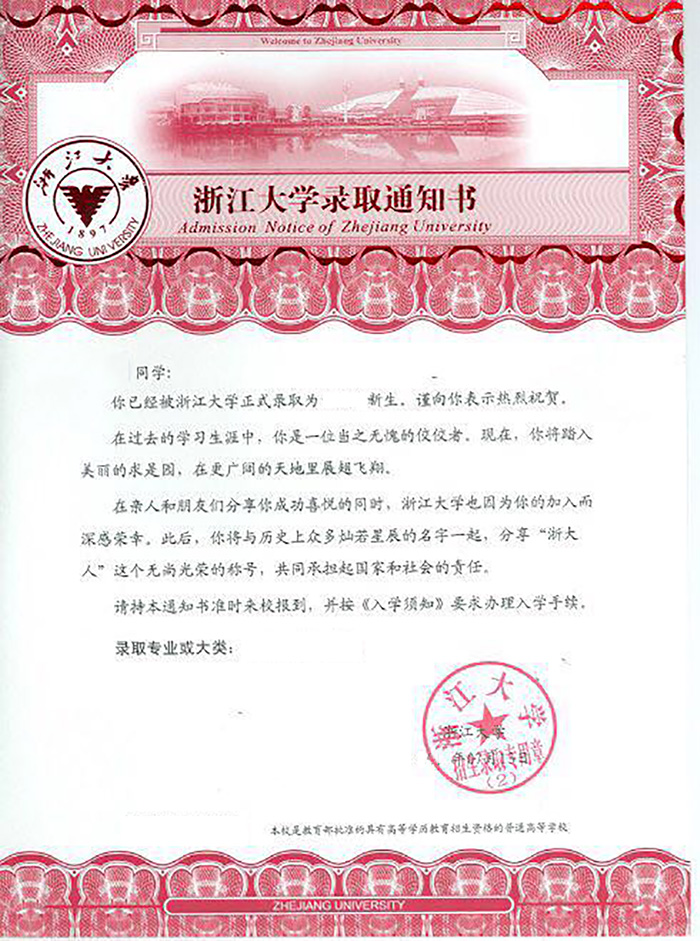 Welcome to Zhejiang University
浙江大学
1897
ZHEJIANG UNIVERSITY
浙江大学录取通知书
Admission Notice of Zhejiang University
同学：
你已经被浙江大学正式录取为 新生。谨向你表示热烈祝贺。
在过去的学习生涯中，你是一位当之无愧的佼佼者。现在，你将踏入
美丽的求是园，在更广阔的天地里展翅飞翔。
在亲人和朋友们分享你成功喜悦的同时，浙江大学也因为你的加入而
深感荣幸。此后，你将与历史上众多灿若星辰的名字一起，分享“浙大
人”这个无尚光荣的称号，共同承担起国家和社会的责任。
请持本通知书准时来校报到，并按《入学须知》要求办理入学手续。
录取专业或大类：
浙江大学
浙江大学
招生录取专用章
(2)
本校是教育部批准的具有高等学历教育招生资格的普通高等学校
ZHEJIANG UNIVERSITY